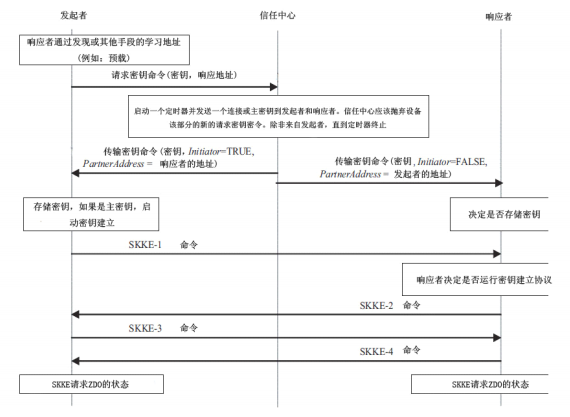 发起者
信任中心
响应者
响应者通过发现或其他手段的学习地址
(例如：预载)
请求密钥命令(密钥，响应地址)
启动一个定时器并发送一个连接或主密钥到发起者和响应者。信任中心应该抛弃设备
该部分的新的请求密钥密令。除非来自发起者，直到定时器终止
传输密钥命令(密钥，Initiator=TRUE,
PartnerAddress = 响应者的地址)
传输密钥命令(密钥,Initiator=FALSE,
PartnerAddress = 发起者的地址)
存储密钥，如果是主密钥，启
动密钥建立
决定是否存储密钥
SKKE-1 命令
响应者决定是否运行密钥建立协议
SKKE-2 命令
SKKE-3 命令
SKKE-4 命令
SKKE请求ZDO的状态
SKKE请求ZDO的状态